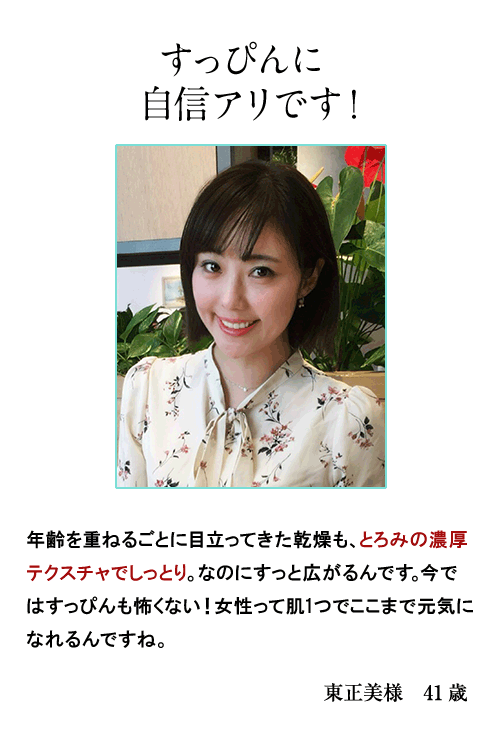 すっぴんに
自信アリです！
年齢を重ねるごとに目立ってきた乾燥も、とろみの濃厚
テクスチャでしっとり。なのにすっと広がるんです。今で
はすっぴんも怖くない！女性って肌1つでここまで元気に
なれるんですね。
東正美様　41歳